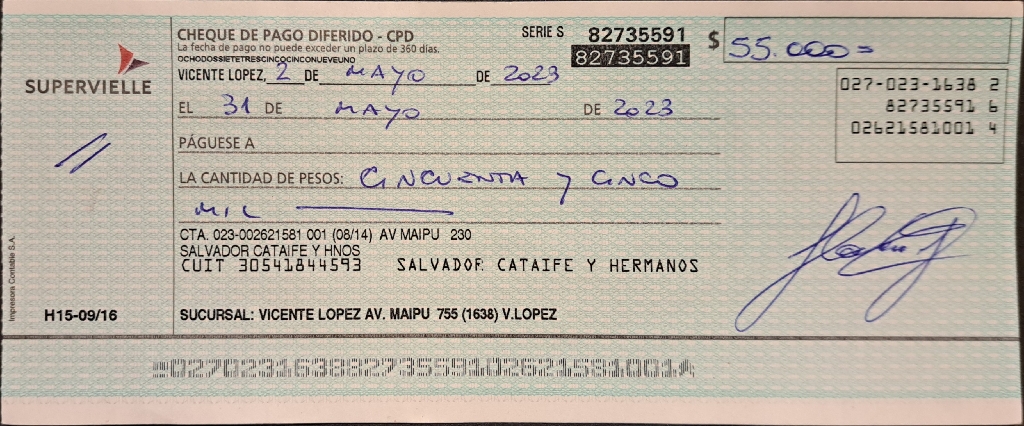 CHEQUE DE PAGO DIFERIDO - CPD
La fecha de pago no puede exceder un plazo de 360 días.
OCHODOSSIETETRESCINCOCINCONUEVEUNO
SERIE S 82735591
82735591
$ 55.000=
VICENTE LOPEZ, 2 DE MAYO DE 2023
EL 31 DE MAYO DE 2023
027-023-1638 2
82735591 6
02621581001 4
SUPERVIELLE
PÁGUESE A
LA CANTIDAD DE PESOS: CINCUENTA Y CINCO
MIL
CTA. 023-002621581 001 (08/14) AV MAIPU 230
SALVADOR CATAIFE Y HNOS
CUIT 30541844593 SALVADOR CATAIFE Y HERMANOS
Impresora Contable S.A.
H15-09/16
SUCURSAL: VICENTE LOPEZ AV. MAIPU 755 (1638) V.LOPEZ
027023163882735591026215810014